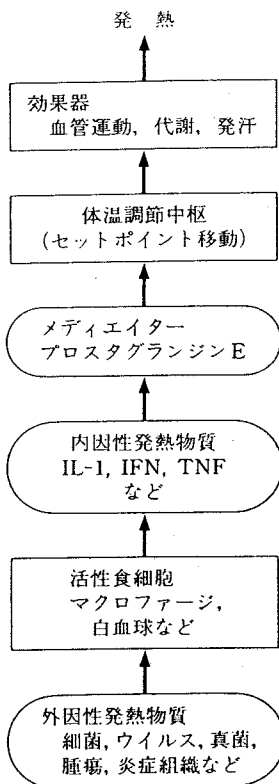 発 熱
効果器
血管運動, 代謝, 発汗
体温調節中枢
(セットポイント移動)
メディエイター
プロスタグランジンE
内因性発熱物質
IL-1, IFN, TNF
など
活性食細胞
マクロファージ,
白血球など
外因性発熱物質
細菌, ウイルス, 真菌,
腫瘍, 炎症組織など